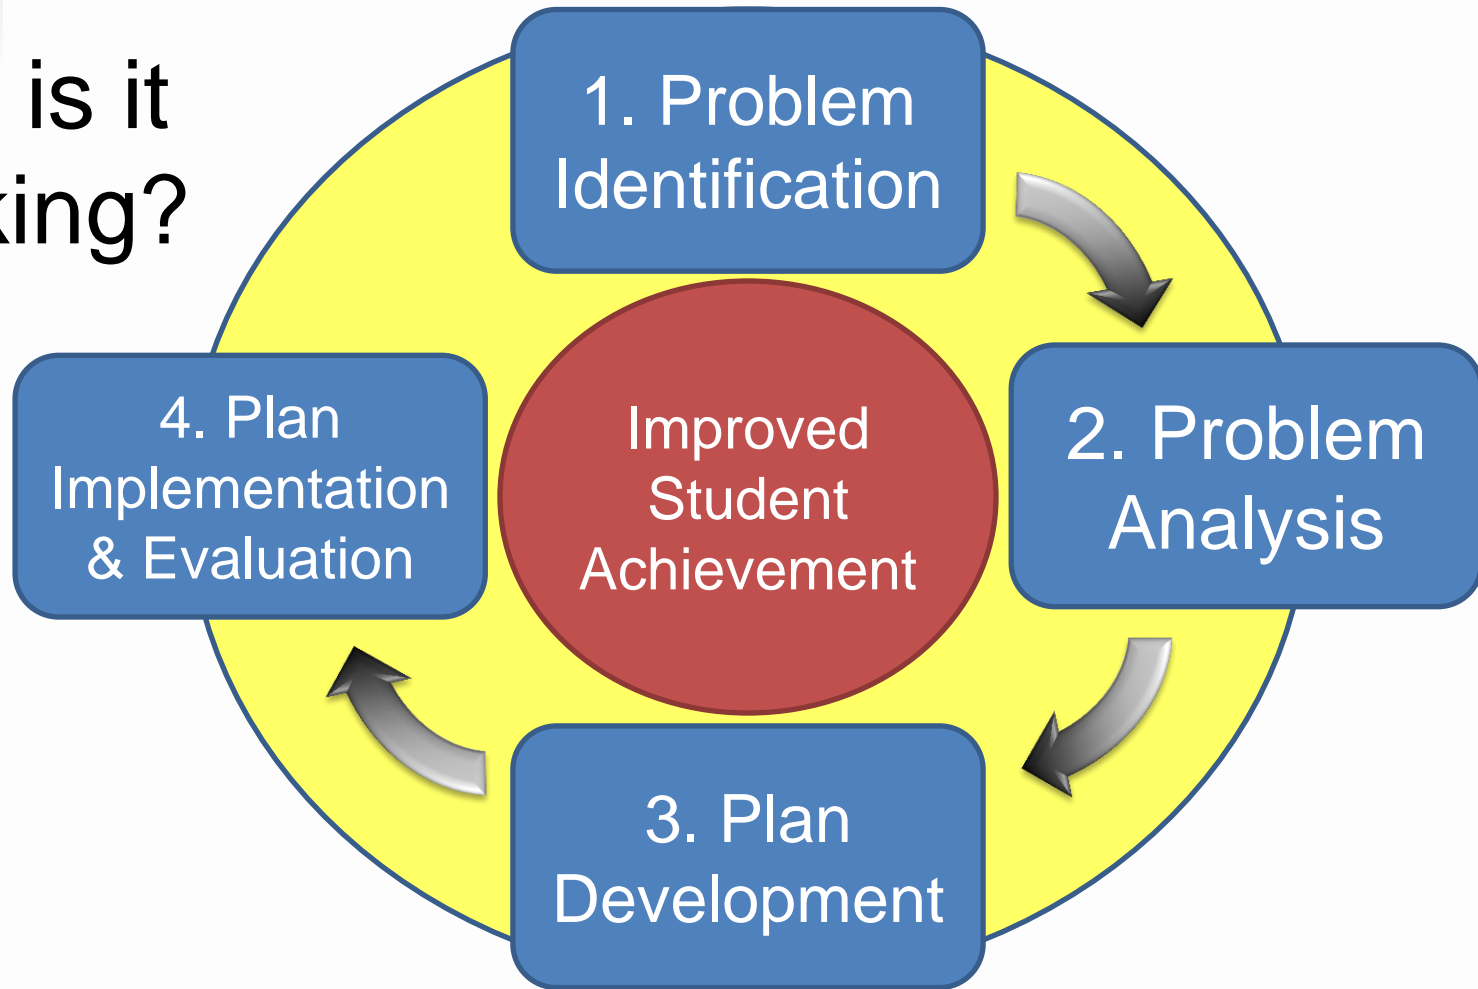 is it
king?
1. Problem
Identification
2. Problem
Analysis
3. Plan
Development
4. Plan
Implementation
& Evaluation
Improved
Student
Achievement